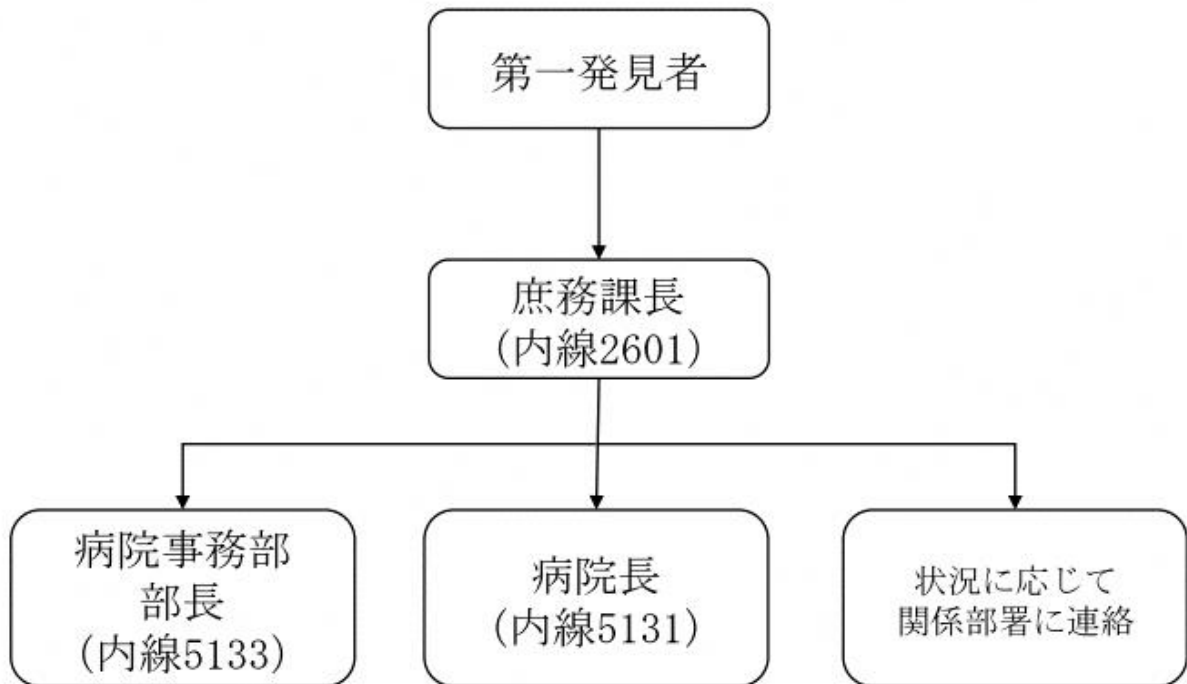 第一発見者
庶務課長
(内線2601)
病院事務部
部長
(内線5133)
病院長
(内線5131)
状況に応じて
関係部署に連絡